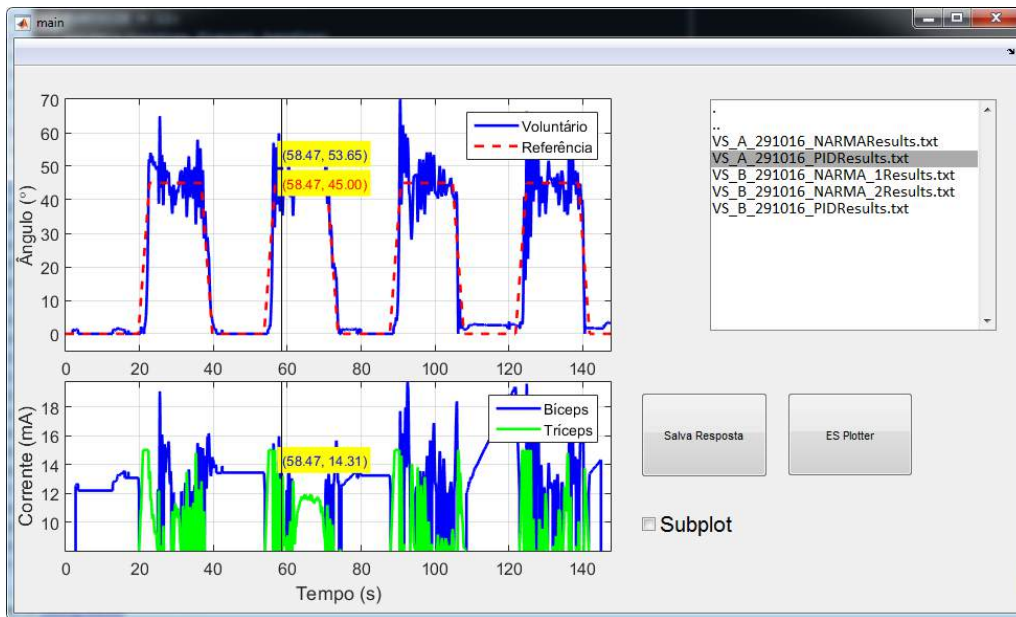 main
70
60
50
40
30
20
10
0
Ângulo (°)
Voluntário
Referência
(58.47, 53.65)
(58.47, 45.00)
0 20 40 60 80 100 120 140
18
16
14
12
10
Corrente (mA)
Bíceps
Tríceps
(58.47, 14.31)
0 20 40 60 80 100 120 140
Tempo (s)
.
..
VS_A_291016_NARMAResults.txt
VS_A_291016_PIDResults.txt
VS_B_291016_NARMA_1Results.txt
VS_B_291016_NARMA_2Results.txt
VS_B_291016_PIDResults.txt
Salva Resposta
ES Plotter
Subplot